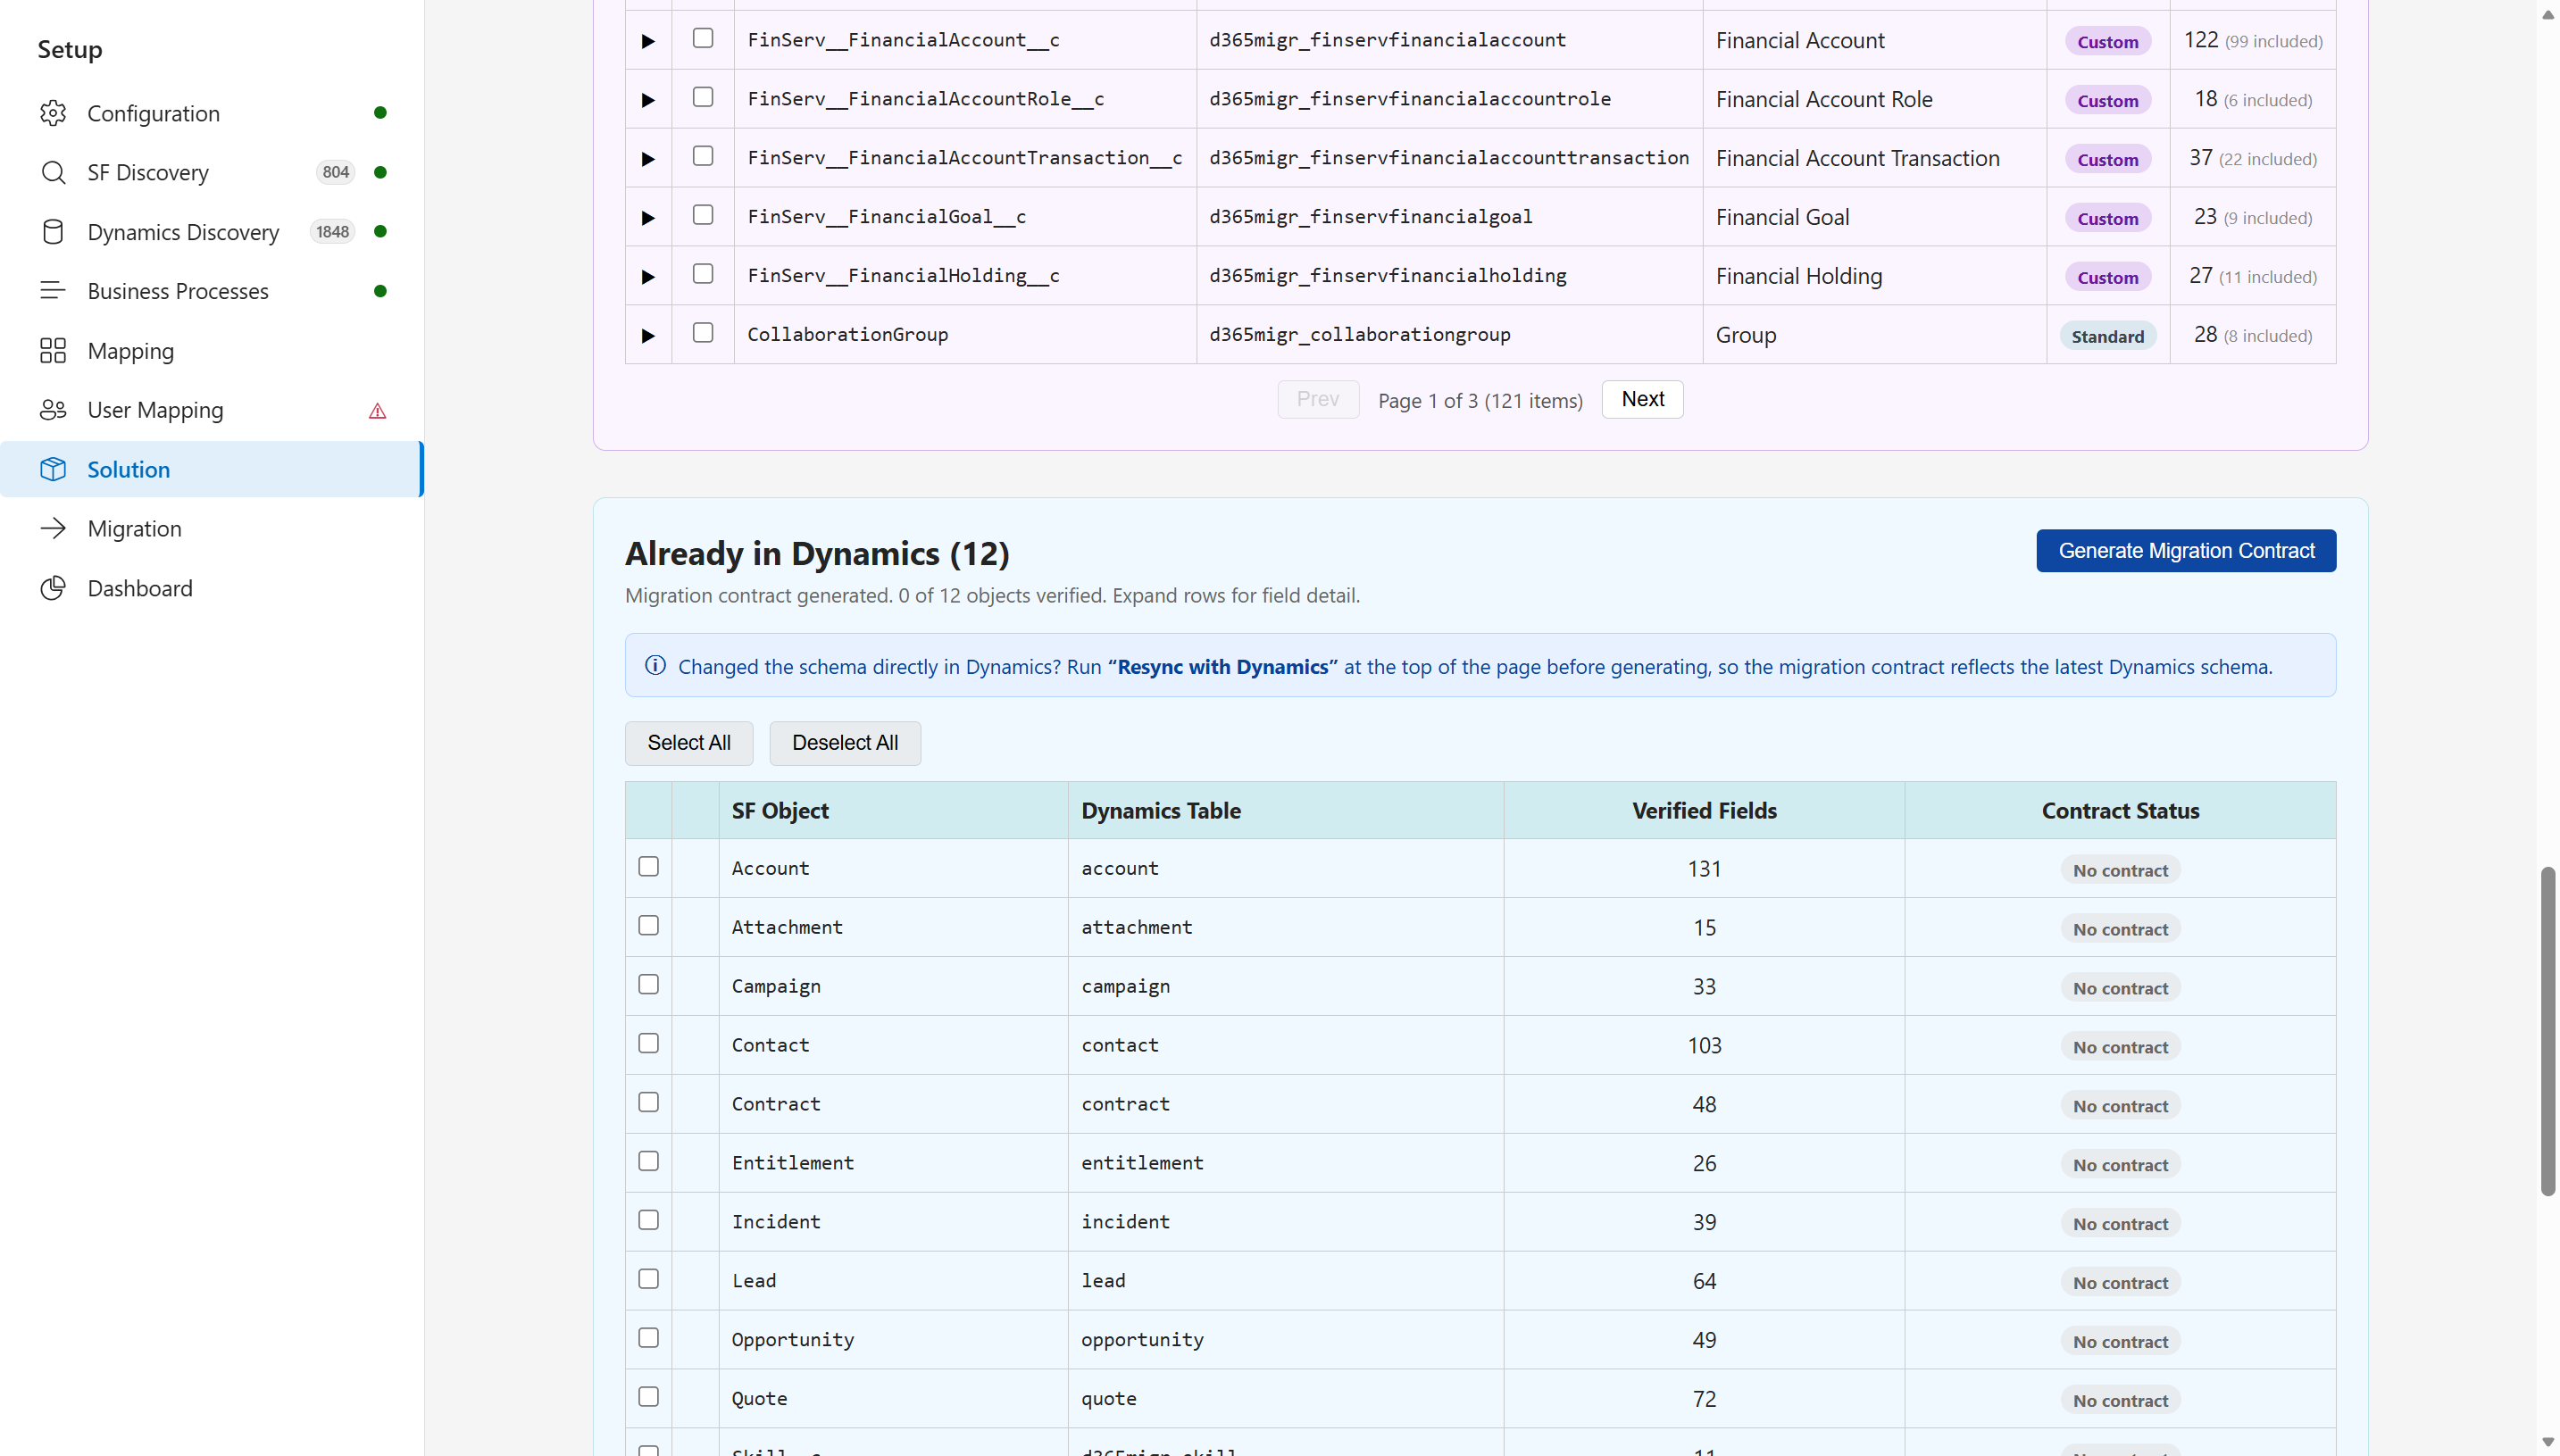 Setup
Configuration
SF Discovery 804
Dynamics Discovery 1848
Business Processes
Mapping
User Mapping
Solution
Migration
Dashboard
FinServ__FinancialAccount__c d365migr_finservfinancialaccount Financial Account Custom 122 (99 included)
FinServ__FinancialAccountRole__c d365migr_finservfinancialaccountrole Financial Account Role Custom 18 (6 included)
FinServ__FinancialAccountTransaction__c d365migr_finservfinancialaccounttransaction Financial Account Transaction Custom 37 (22 included)
FinServ__FinancialGoal__c d365migr_finservfinancialgoal Financial Goal Custom 23 (9 included)
FinServ__FinancialHolding__c d365migr_finservfinancialholding Financial Holding Custom 27 (11 included)
CollaborationGroup d365migr_collaborationgroup Group Standard 28 (8 included)
Prev Page 1 of 3 (121 items) Next
Already in Dynamics (12) Generate Migration Contract
Migration contract generated. 0 of 12 objects verified. Expand rows for field detail.
Changed the schema directly in Dynamics? Run “Resync with Dynamics” at the top of the page before generating, so the migration contract reflects the latest Dynamics schema.
Select All Deselect All
SF Object Dynamics Table Verified Fields Contract Status
Account account 131 No contract
Attachment attachment 15 No contract
Campaign campaign 33 No contract
Contact contact 103 No contract
Contract contract 48 No contract
Entitlement entitlement 26 No contract
Incident incident 39 No contract
Lead lead 64 No contract
Opportunity opportunity 49 No contract
Quote quote 72 No contract